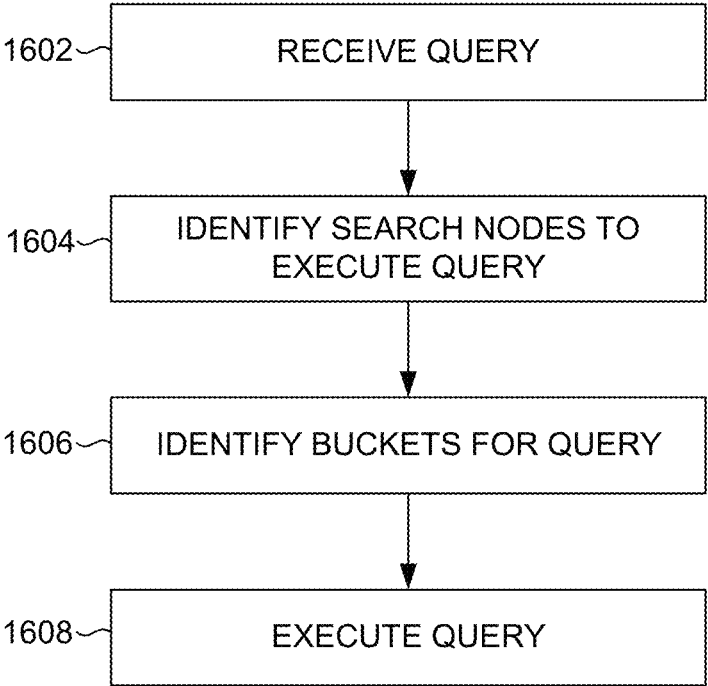 1602
RECEIVE QUERY
1604
IDENTIFY SEARCH NODES TO
EXECUTE QUERY
1606
IDENTIFY BUCKETS FOR QUERY
1608
EXECUTE QUERY